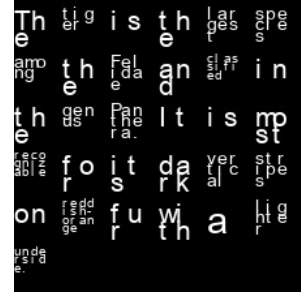 The tiger is the largest species
among the Felidae and classified in
the genus Panthera. It is most
recognizable for its dark vertical stripes
on reddish-orange fur with a lighter
underside.